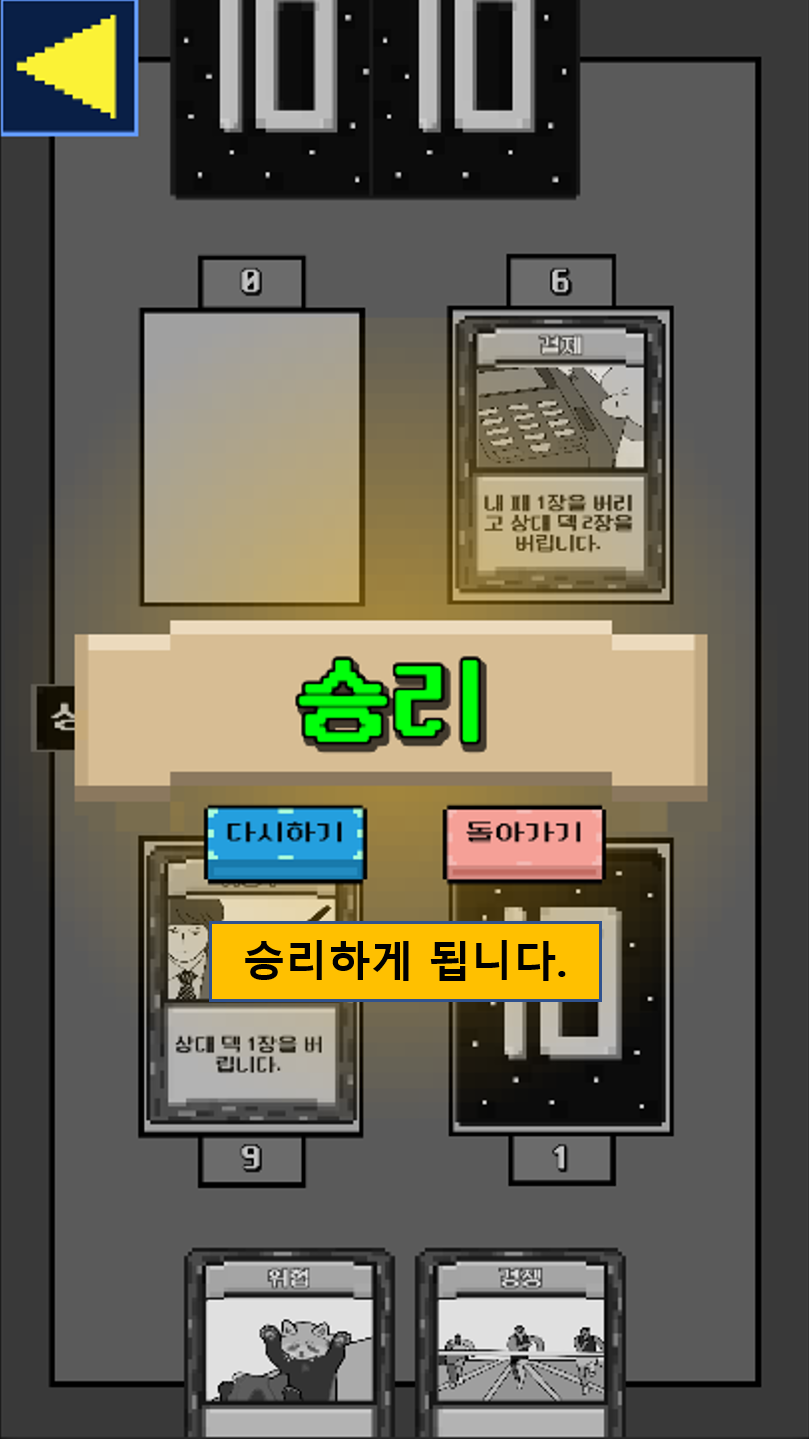 10 10
0
6
결제
내 패 1장을 버리
고 상대 덱 2장을
버립니다.
승리
다시하기
돌아가기
승리하게 됩니다.
10
상대 덱 1장을 버
립니다.
9
1
위협
경쟁